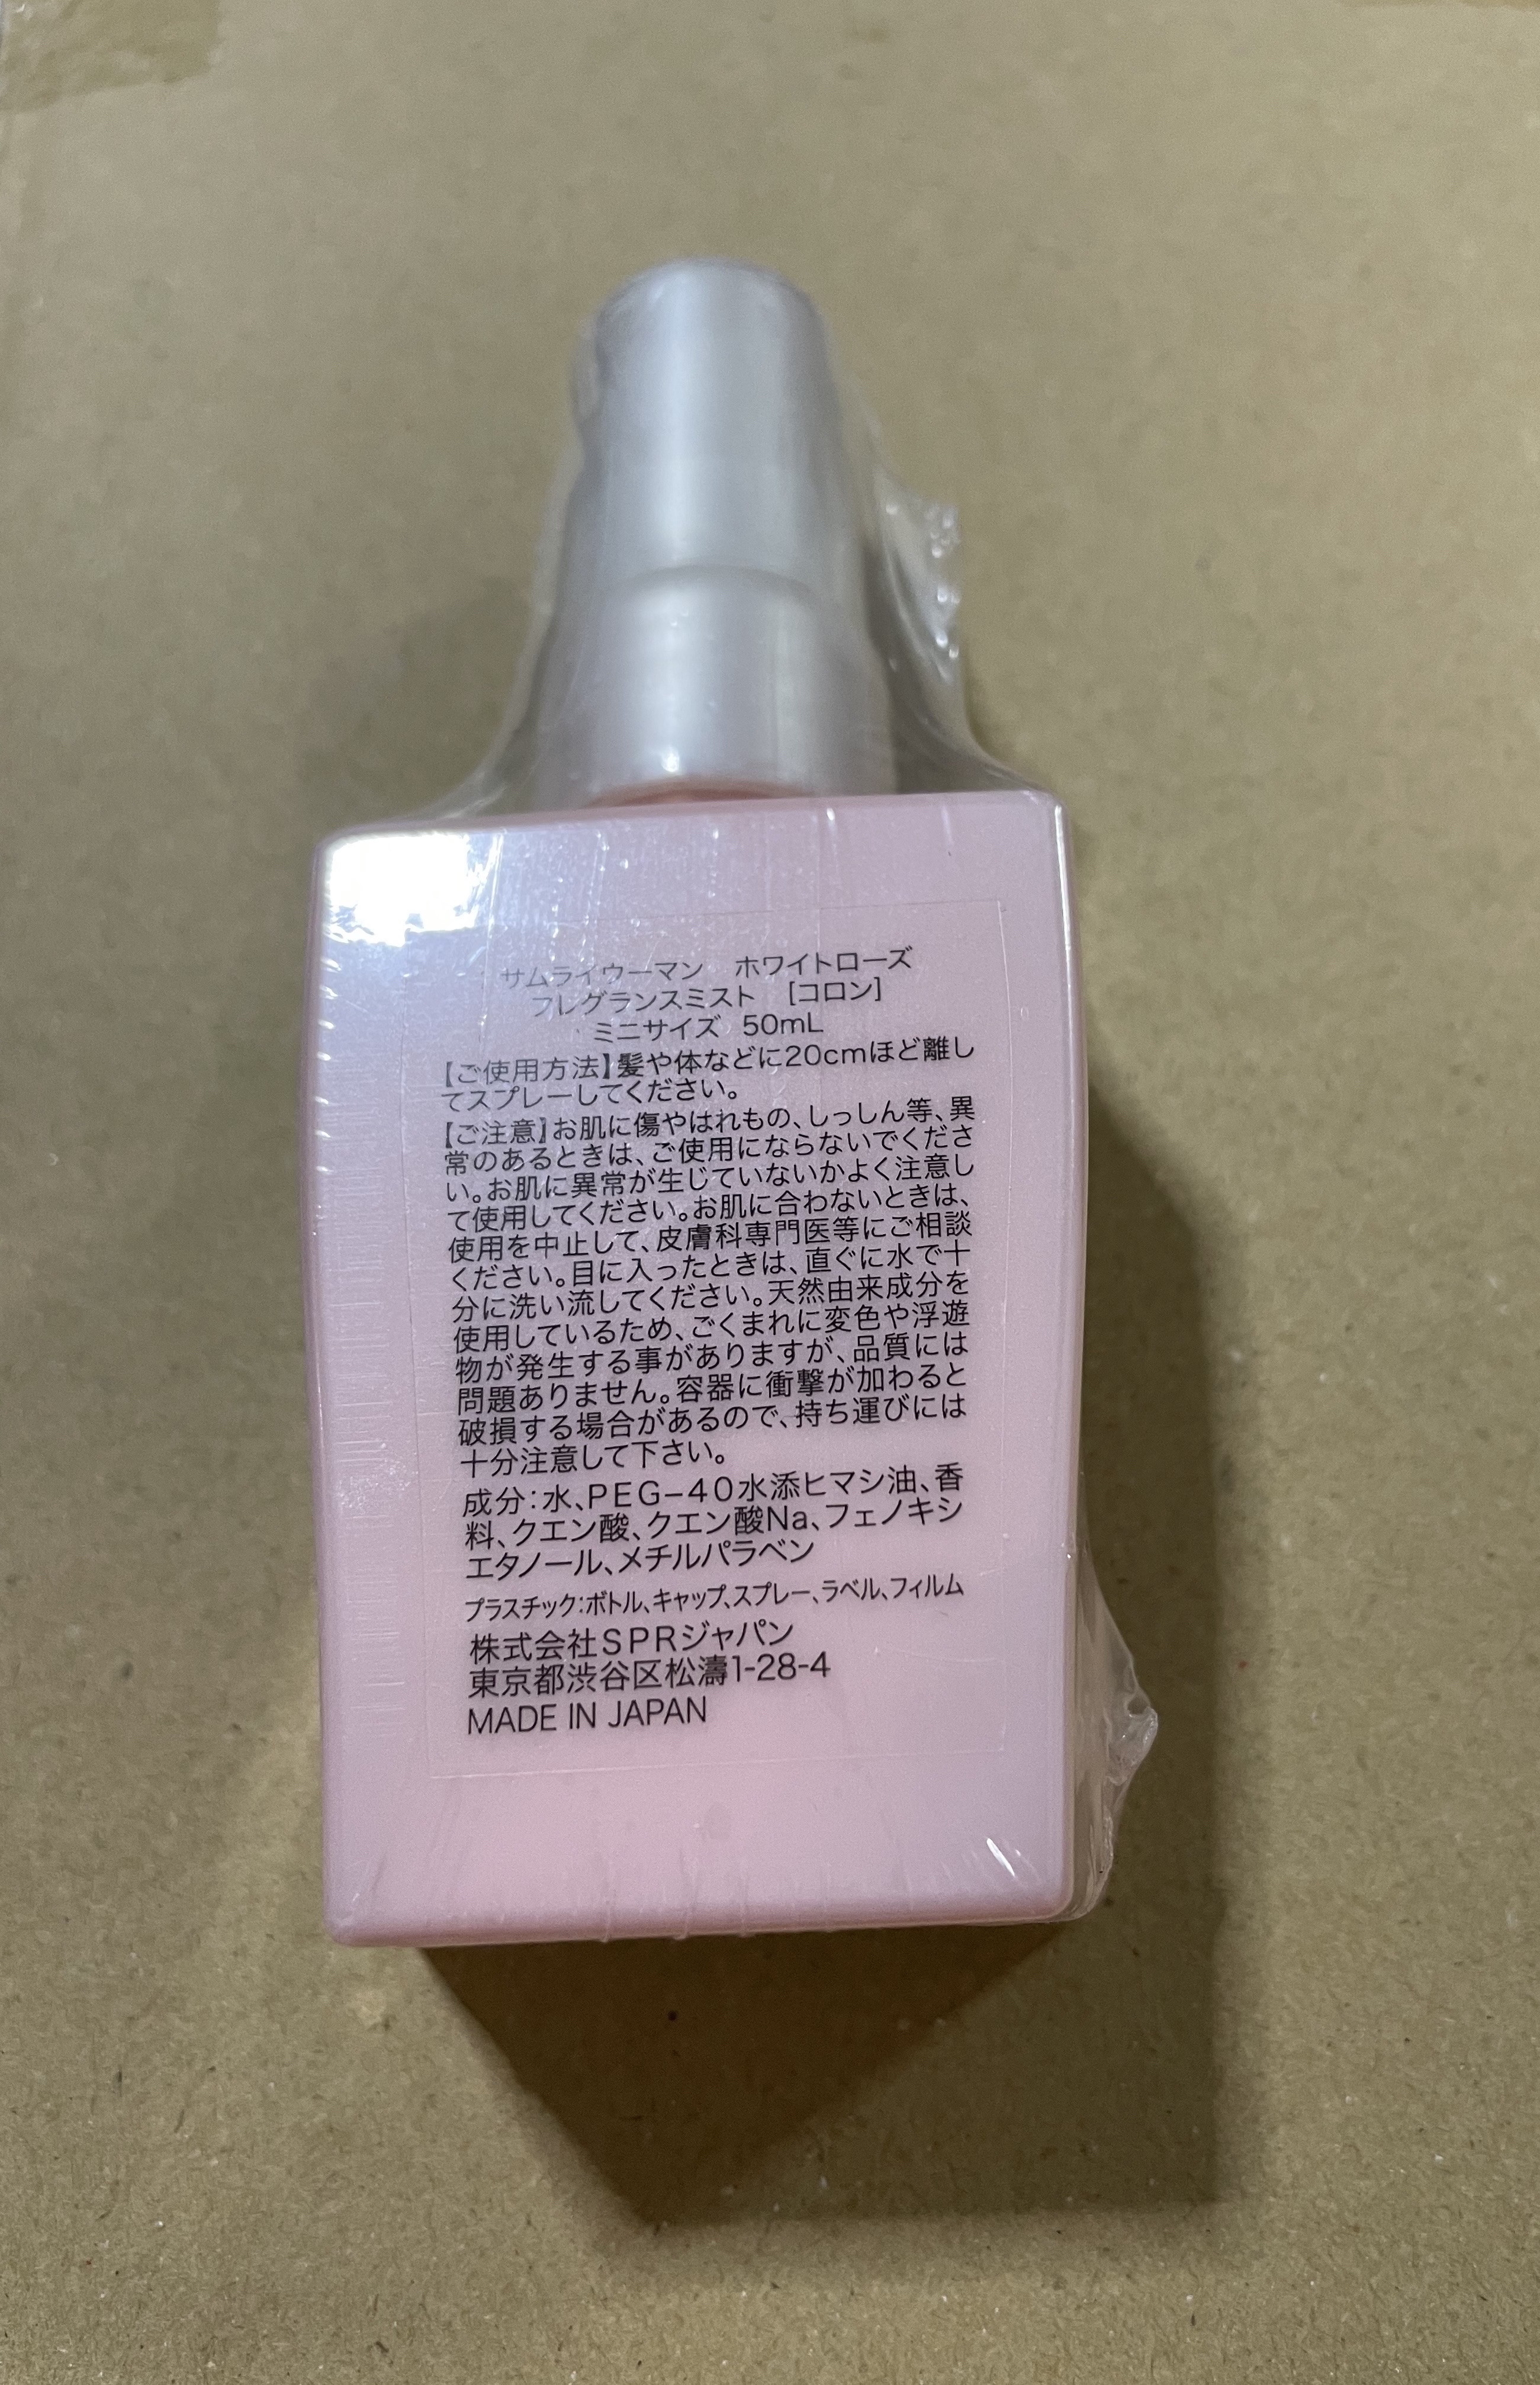 サムライウーマン　ホワイトローズ
フレグランスミスト　[コロン]
ミニサイズ 50mL
【ご使用方法】髪や体などに20cmほど離し
てスプレーしてください。
【ご注意】お肌に傷やはれもの、しっしん等、異
常のあるときは、ご使用にならないでくださ
い。お肌に異常が生じていないかよく注意し
て使用してください。お肌に合わないときは、
使用を中止して、皮膚科専門医等にご相談
ください。目に入ったときは、直ぐに水で十
分に洗い流してください。天然由来成分を
使用しているため、ごくまれに変色や浮遊
物が発生する事がありますが、品質には
問題ありません。容器に衝撃が加わると
破損する場合があるので、持ち運びには
十分注意して下さい。
成分：水、PEG−40水添ヒマシ油、香
料、クエン酸、クエン酸Na、フェノキシ
エタノール、メチルパラベン
プラスチック：ボトル、キャップ、スプレー、ラベル、フィルム
株式会社SPRジャパン
東京都渋谷区松濤1-28-4
MADE IN JAPAN